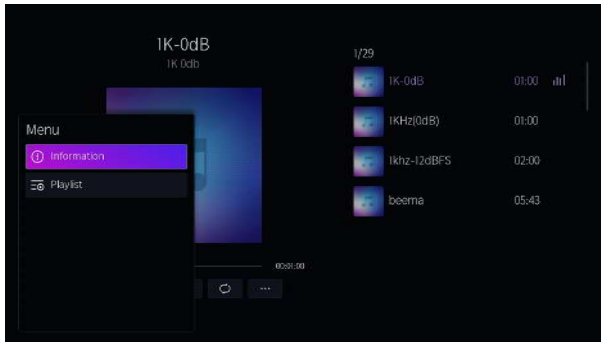 1K-0dB
1K 0db
Menu
Information
Playlist
00:01:00
1/29
1K-0dB 01:00
1KHz(0dB) 01:00
1khz-12dBFS 02:00
beema 05:43